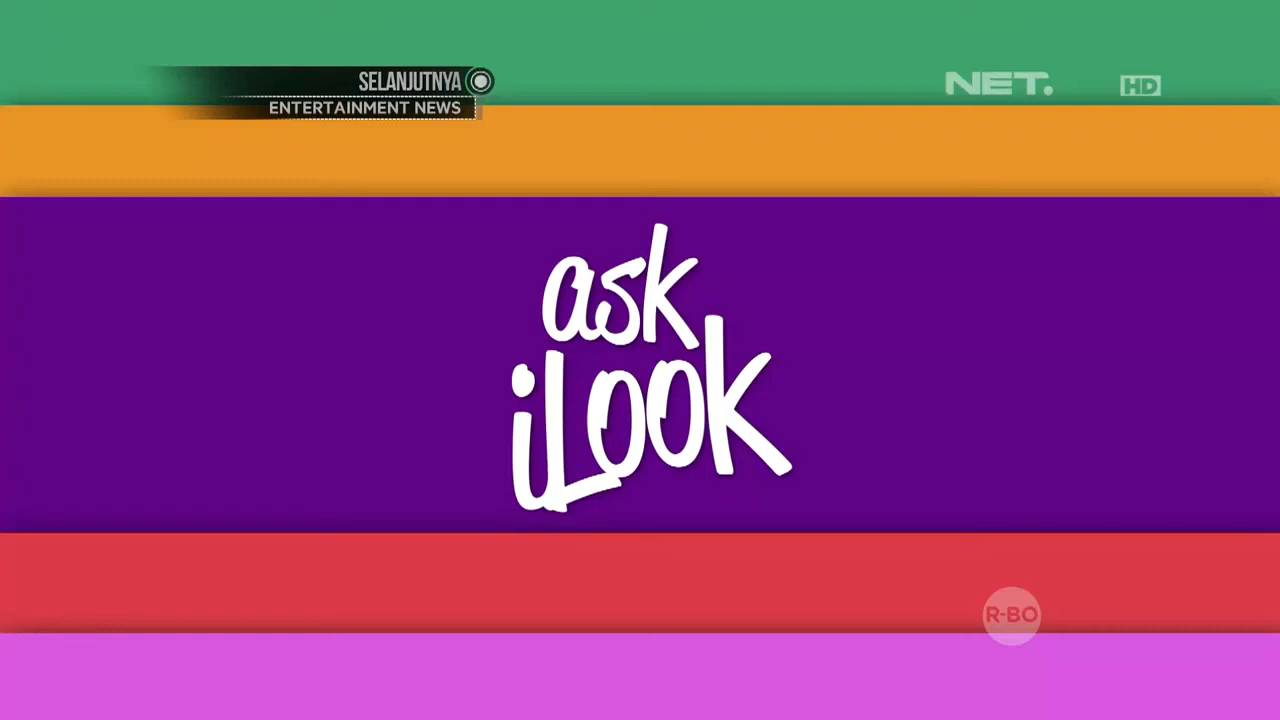 SELANJUTNYA
ENTERTAINMENT NEWS
NET.
HD
ask
iLook
R-BO